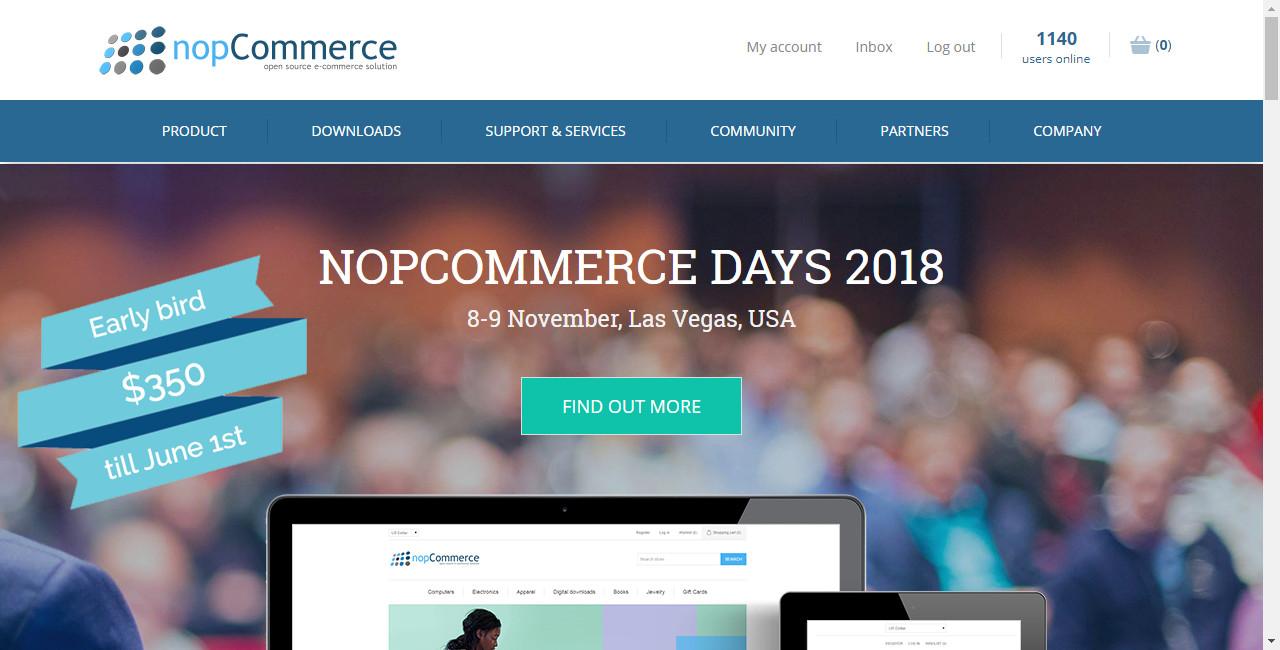 nopCommerce
open source e-commerce solution
My account
Inbox
Log out
1140
users online
(0)
PRODUCT
DOWNLOADS
SUPPORT & SERVICES
COMMUNITY
PARTNERS
COMPANY
NOPCOMMERCE DAYS 2018
8-9 November, Las Vegas, USA
Early bird
$350
till June 1st
FIND OUT MORE
US Dollar
Register
Log in
Wishlist (0)
Shopping cart (0)
nopCommerce
Search store
SEARCH
Computers
Electronics
Apparel
Digital downloads
Books
Jewelry
Gift Cards
US Dollar
REGISTER
LOG IN
WISHLIST (0)